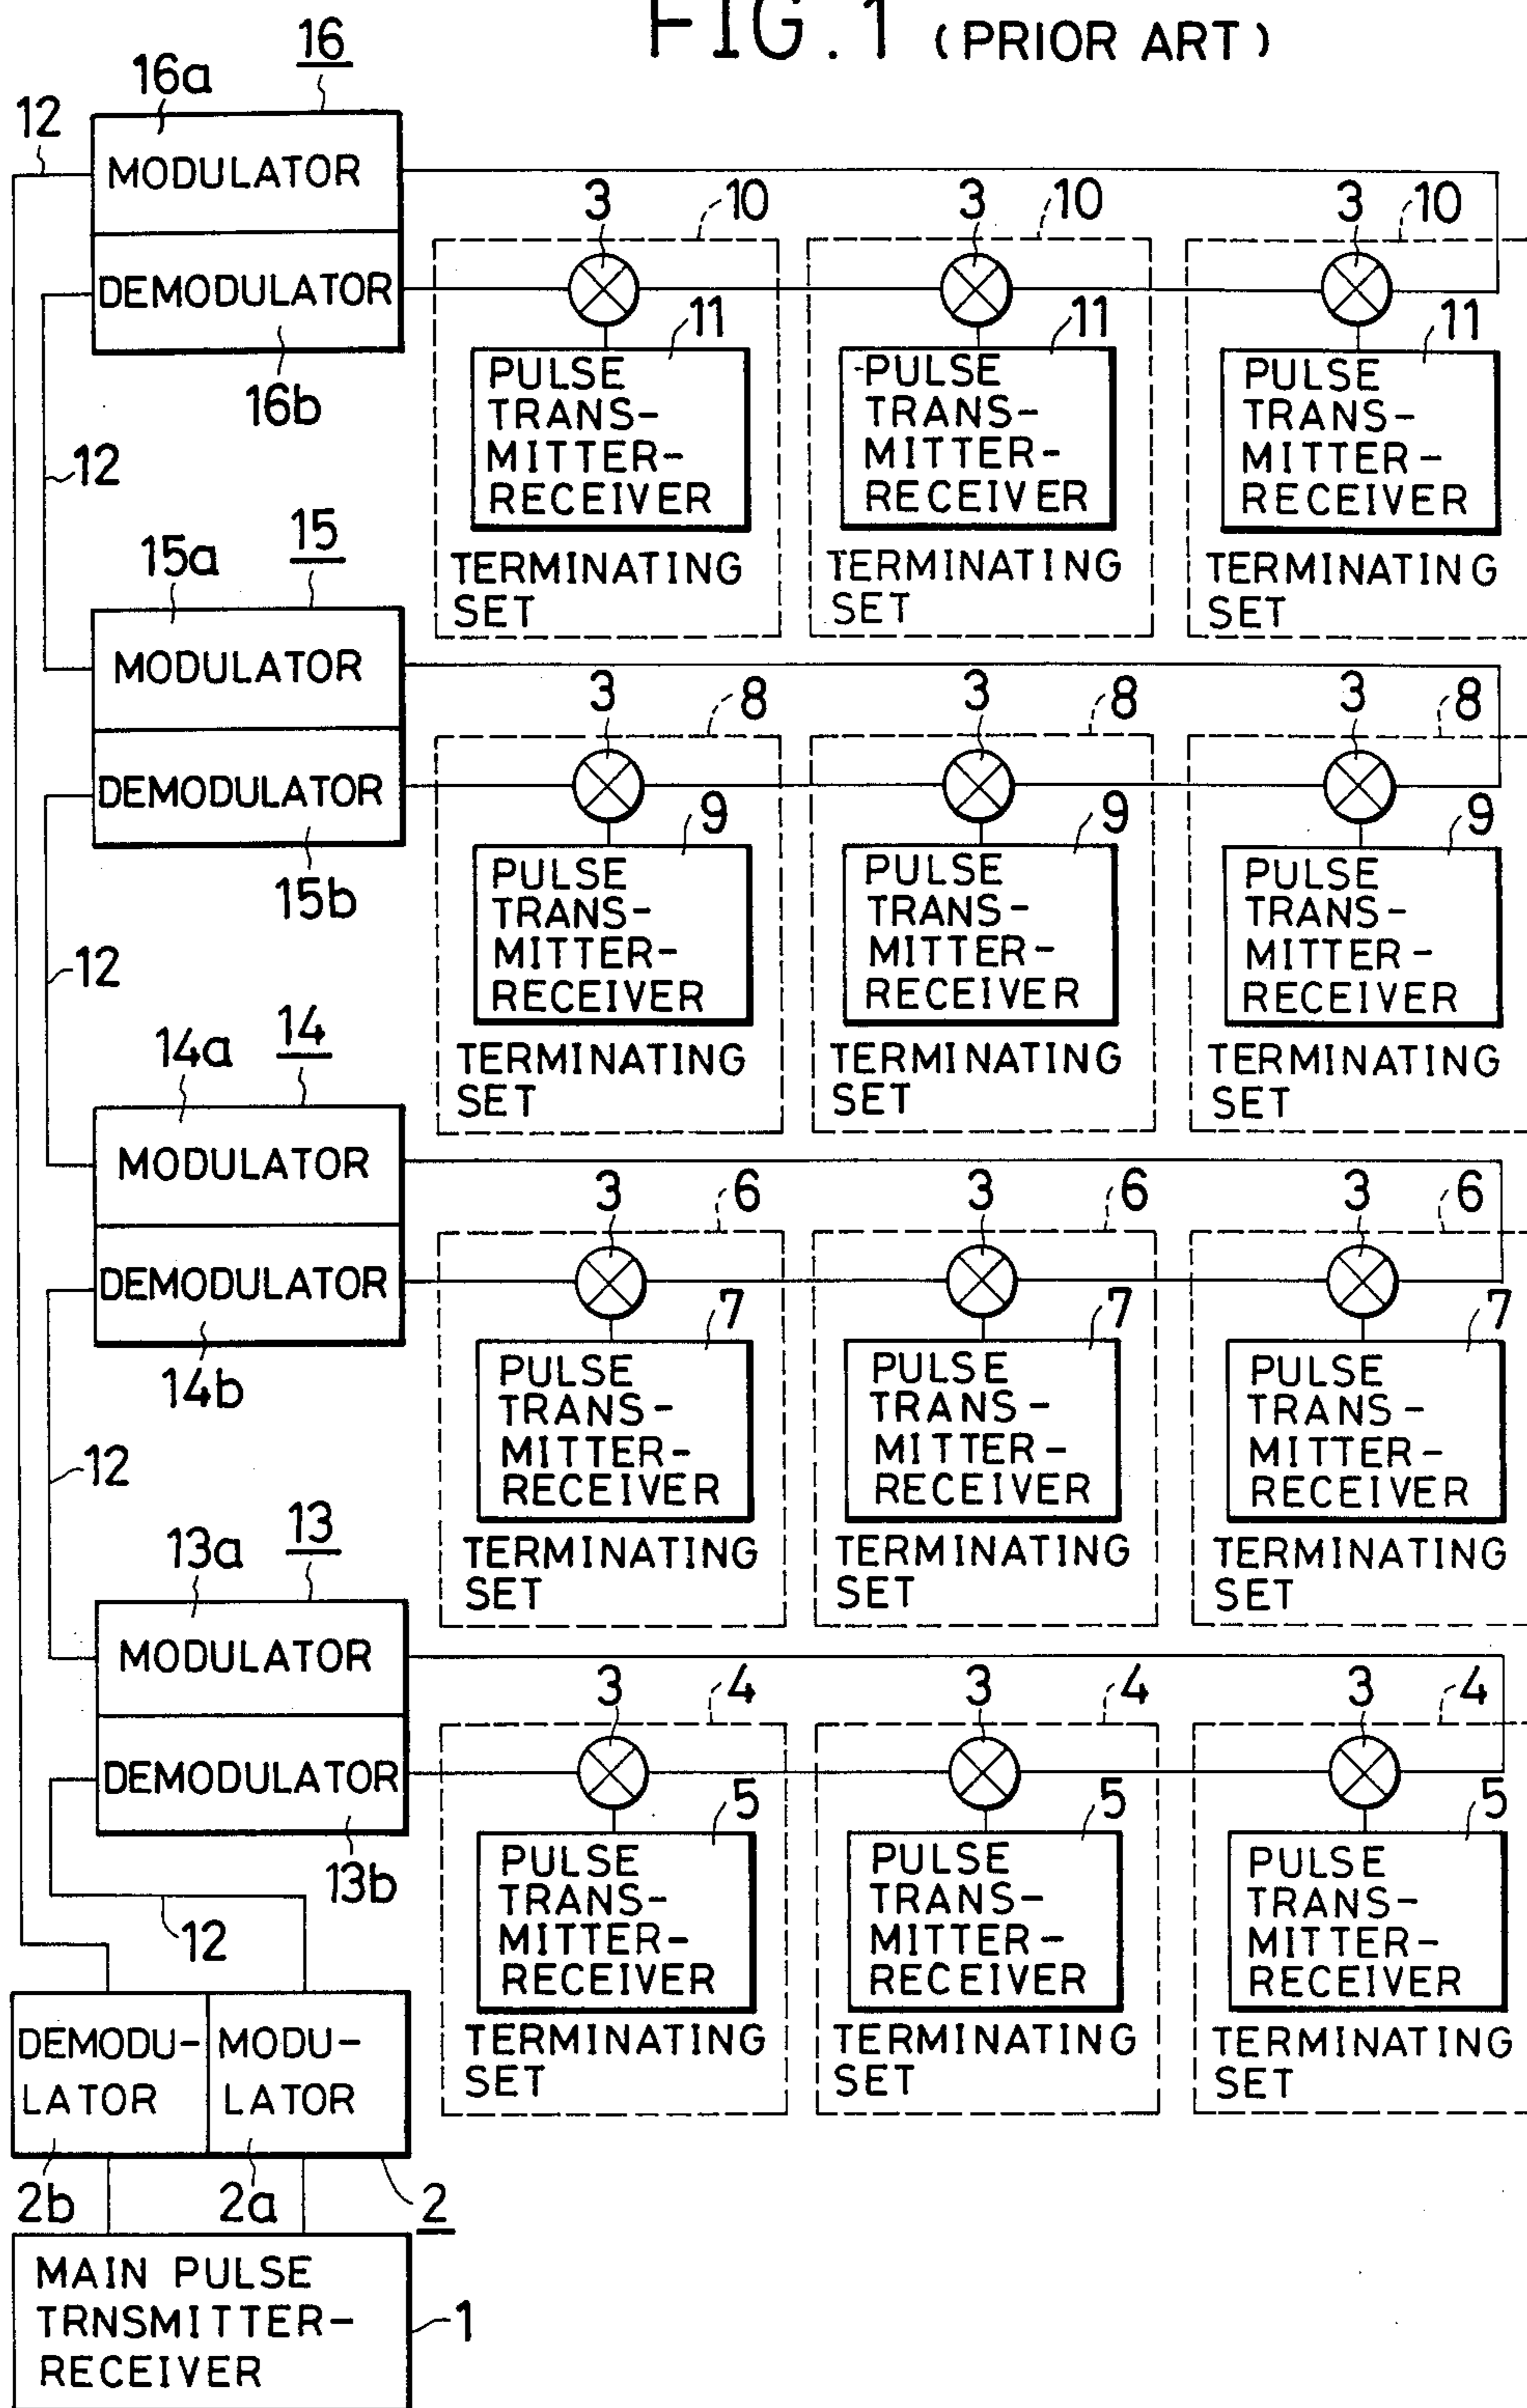 FIG. 1 (PRIOR ART)
16
16a
12
MODULATOR
3 10 3 10 3 10
DEMODULATOR
11 11 11
16b
PULSE PULSE PULSE
TRANS- TRANS- TRANS-
MITTER- MITTER- MITTER-
RECEIVER RECEIVER RECEIVER
12
TERMINATING TERMINATING TERMINATING
SET SET SET
15a 15
MODULATOR
3 8 3 8 3 8
DEMODULATOR
9 9 9
15b
PULSE PULSE PULSE
TRANS- TRANS- TRANS-
MITTER- MITTER- MITTER-
RECEIVER RECEIVER RECEIVER
12
TERMINATING TERMINATING TERMINATING
SET SET SET
14a 14
MODULATOR
3 6 3 6 3 6
DEMODULATOR
7 7 7
14b
PULSE PULSE PULSE
TRANS- TRANS- TRANS-
MITTER- MITTER- MITTER-
RECEIVER RECEIVER RECEIVER
12
TERMINATING TERMINATING TERMINATING
SET SET SET
13a 13
MODULATOR
3 4 3 4 3 4
DEMODULATOR
5 5 5
13b
PULSE PULSE PULSE
TRANS- TRANS- TRANS-
MITTER- MITTER- MITTER-
RECEIVER RECEIVER RECEIVER
12
TERMINATING TERMINATING TERMINATING
SET SET SET
DEMODU- MODU-
LATOR LATOR
2b 2a 2
MAIN PULSE
TRNSMITTER-
RECEIVER
1